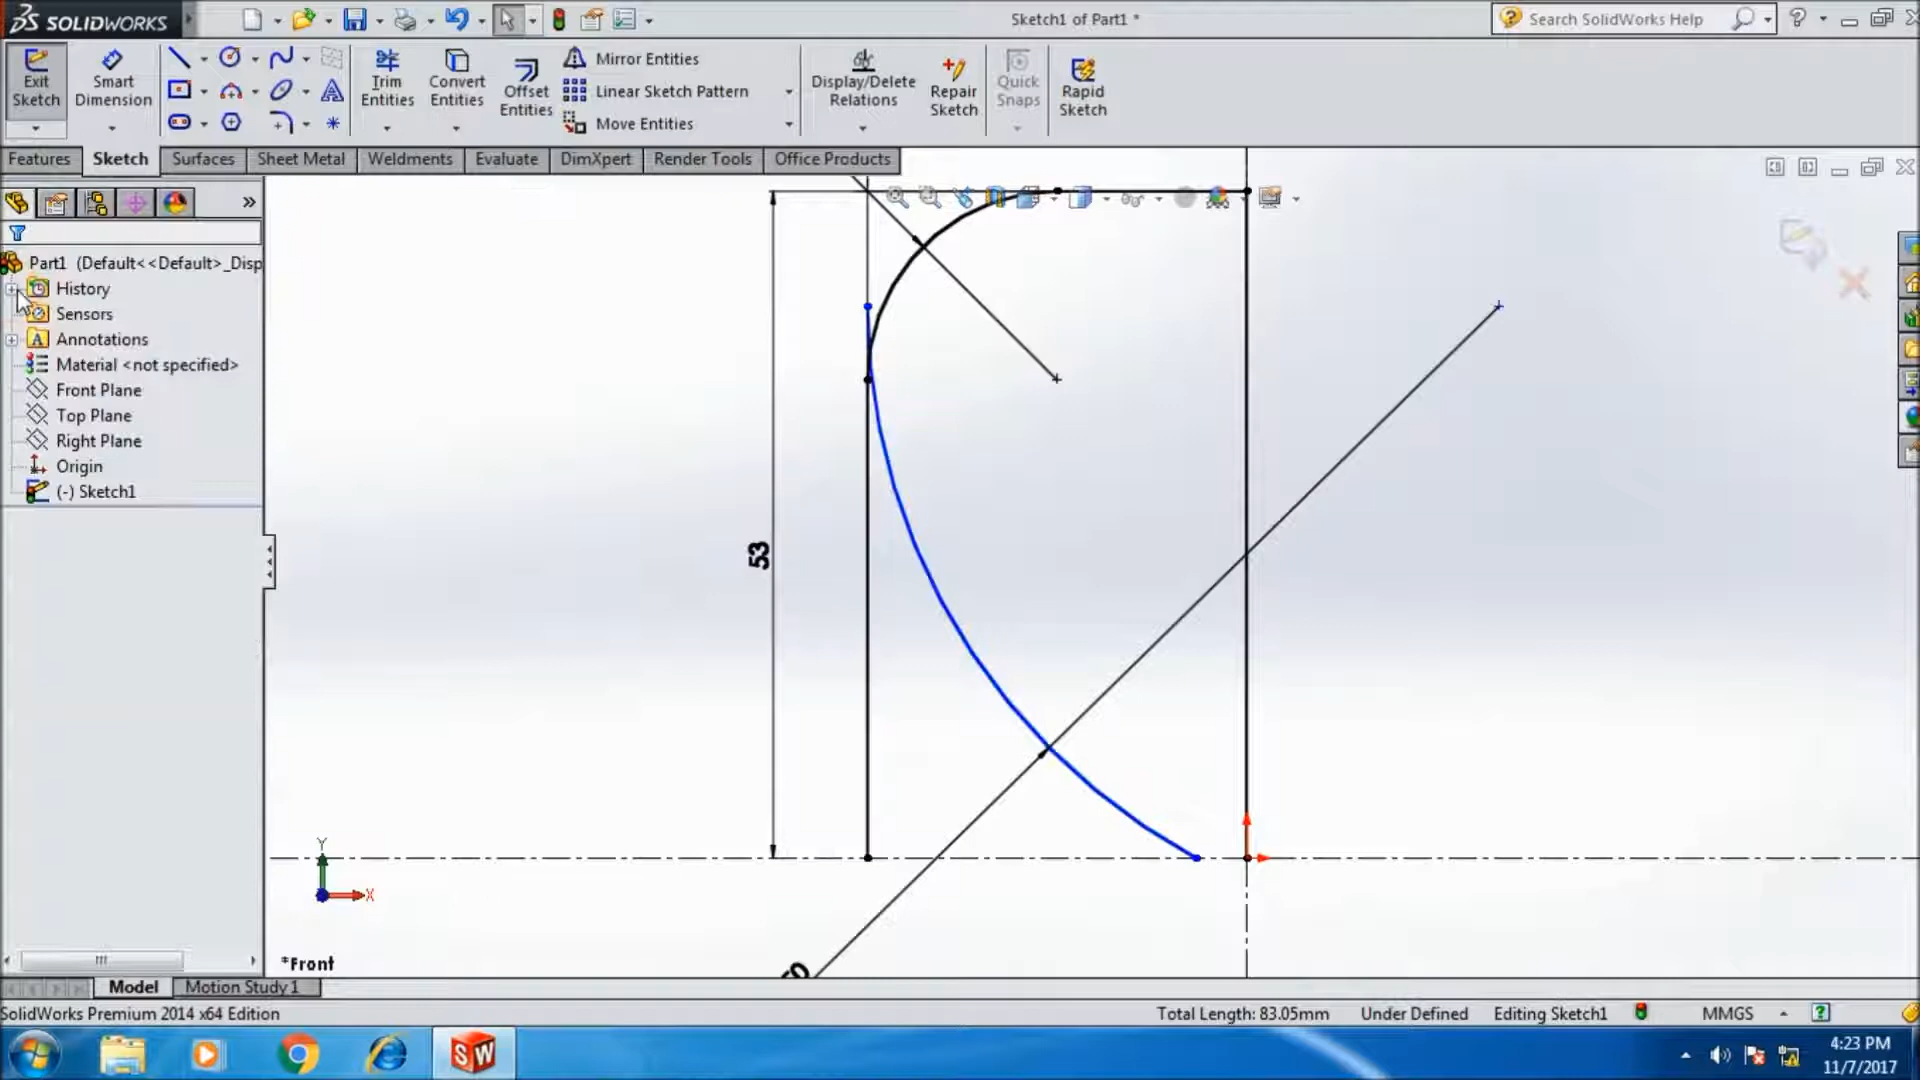 SOLIDWORKS
Sketch1 of Part1 *
Search SolidWorks Help
Exit Sketch
Smart Dimension
Trim Entities
Convert Entities
Offset Entities
Mirror Entities
Linear Sketch Pattern
Move Entities
Display/Delete Relations
Repair Sketch
Quick Snaps
Rapid Sketch
Features Sketch Surfaces Sheet Metal Weldments Evaluate DimXpert Render Tools Office Products
Part1 (Default<<Default>_Disp
History
Sensors
Annotations
Material <not specified>
Front Plane
Top Plane
Right Plane
Origin
(-) Sketch1
53
Y
X
*Front
Model Motion Study 1
SolidWorks Premium 2014 x64 Edition
Total Length: 83.05mm Under Defined Editing Sketch1 MMGS
SW
4:23 PM
11/7/2017